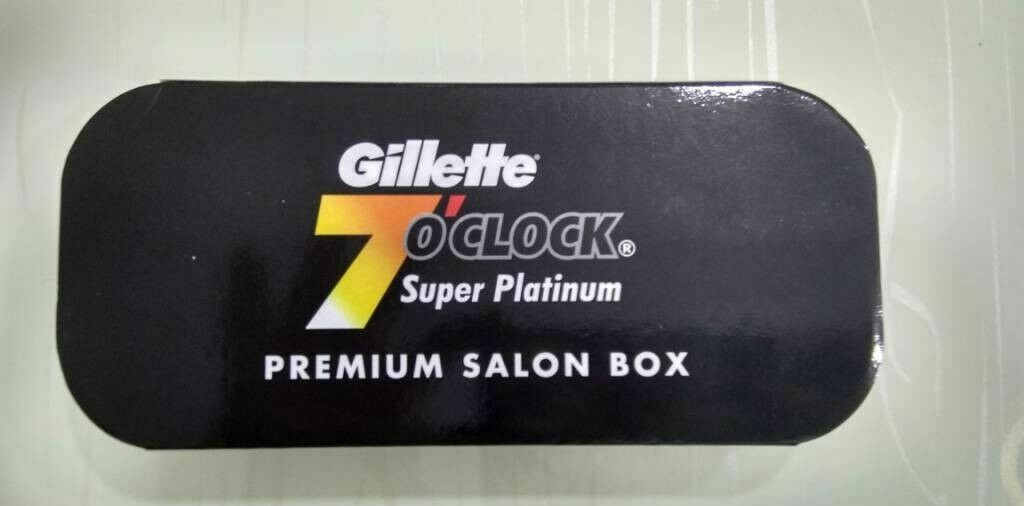 Gillette®
7 O'CLOCK®
Super Platinum
PREMIUM SALON BOX